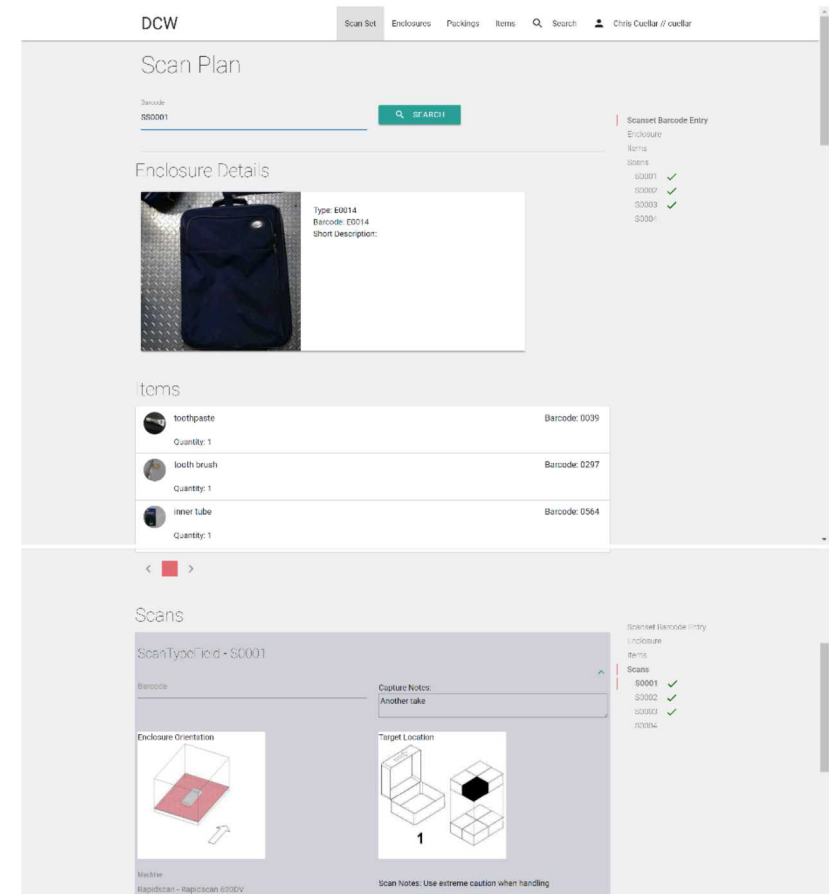 DCW
Scan Set Enclosures Packings Items Search Chris Cuellar // cuellar
Scan Plan
Barcode
SS0001
SEARCH
Scanset Barcode Entry
Enclosure
Items
Scans
S0001
S0002
S0003
S0004
Enclosure Details
Type: E0014
Barcode: E0014
Short Description:
Items
toothpaste Barcode: 0039
Quantity: 1
tooth brush Barcode: 0297
Quantity: 1
inner tube Barcode: 0564
Quantity: 1
Scans
Scanset Barcode Entry
Enclosure
Items
Scans
S0001
S0002
S0003
S0004
ScanTypeField - S0001
Barcode
Capture Notes:
Another take
Enclosure Orientation
Target Location
1
Machine
Rapidscan - Rapidscan 620DV
Scan Notes: Use extreme caution when handling